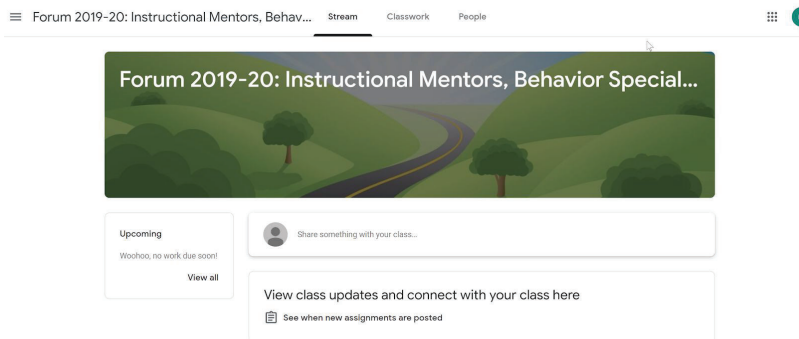 Forum 2019-20: Instructional Mentors, Behav... Stream Classwork People
Forum 2019-20: Instructional Mentors, Behavior Special...
Upcoming
Woohoo, no work due soon!
View all
Share something with your class...
View class updates and connect with your class here
See when new assignments are posted